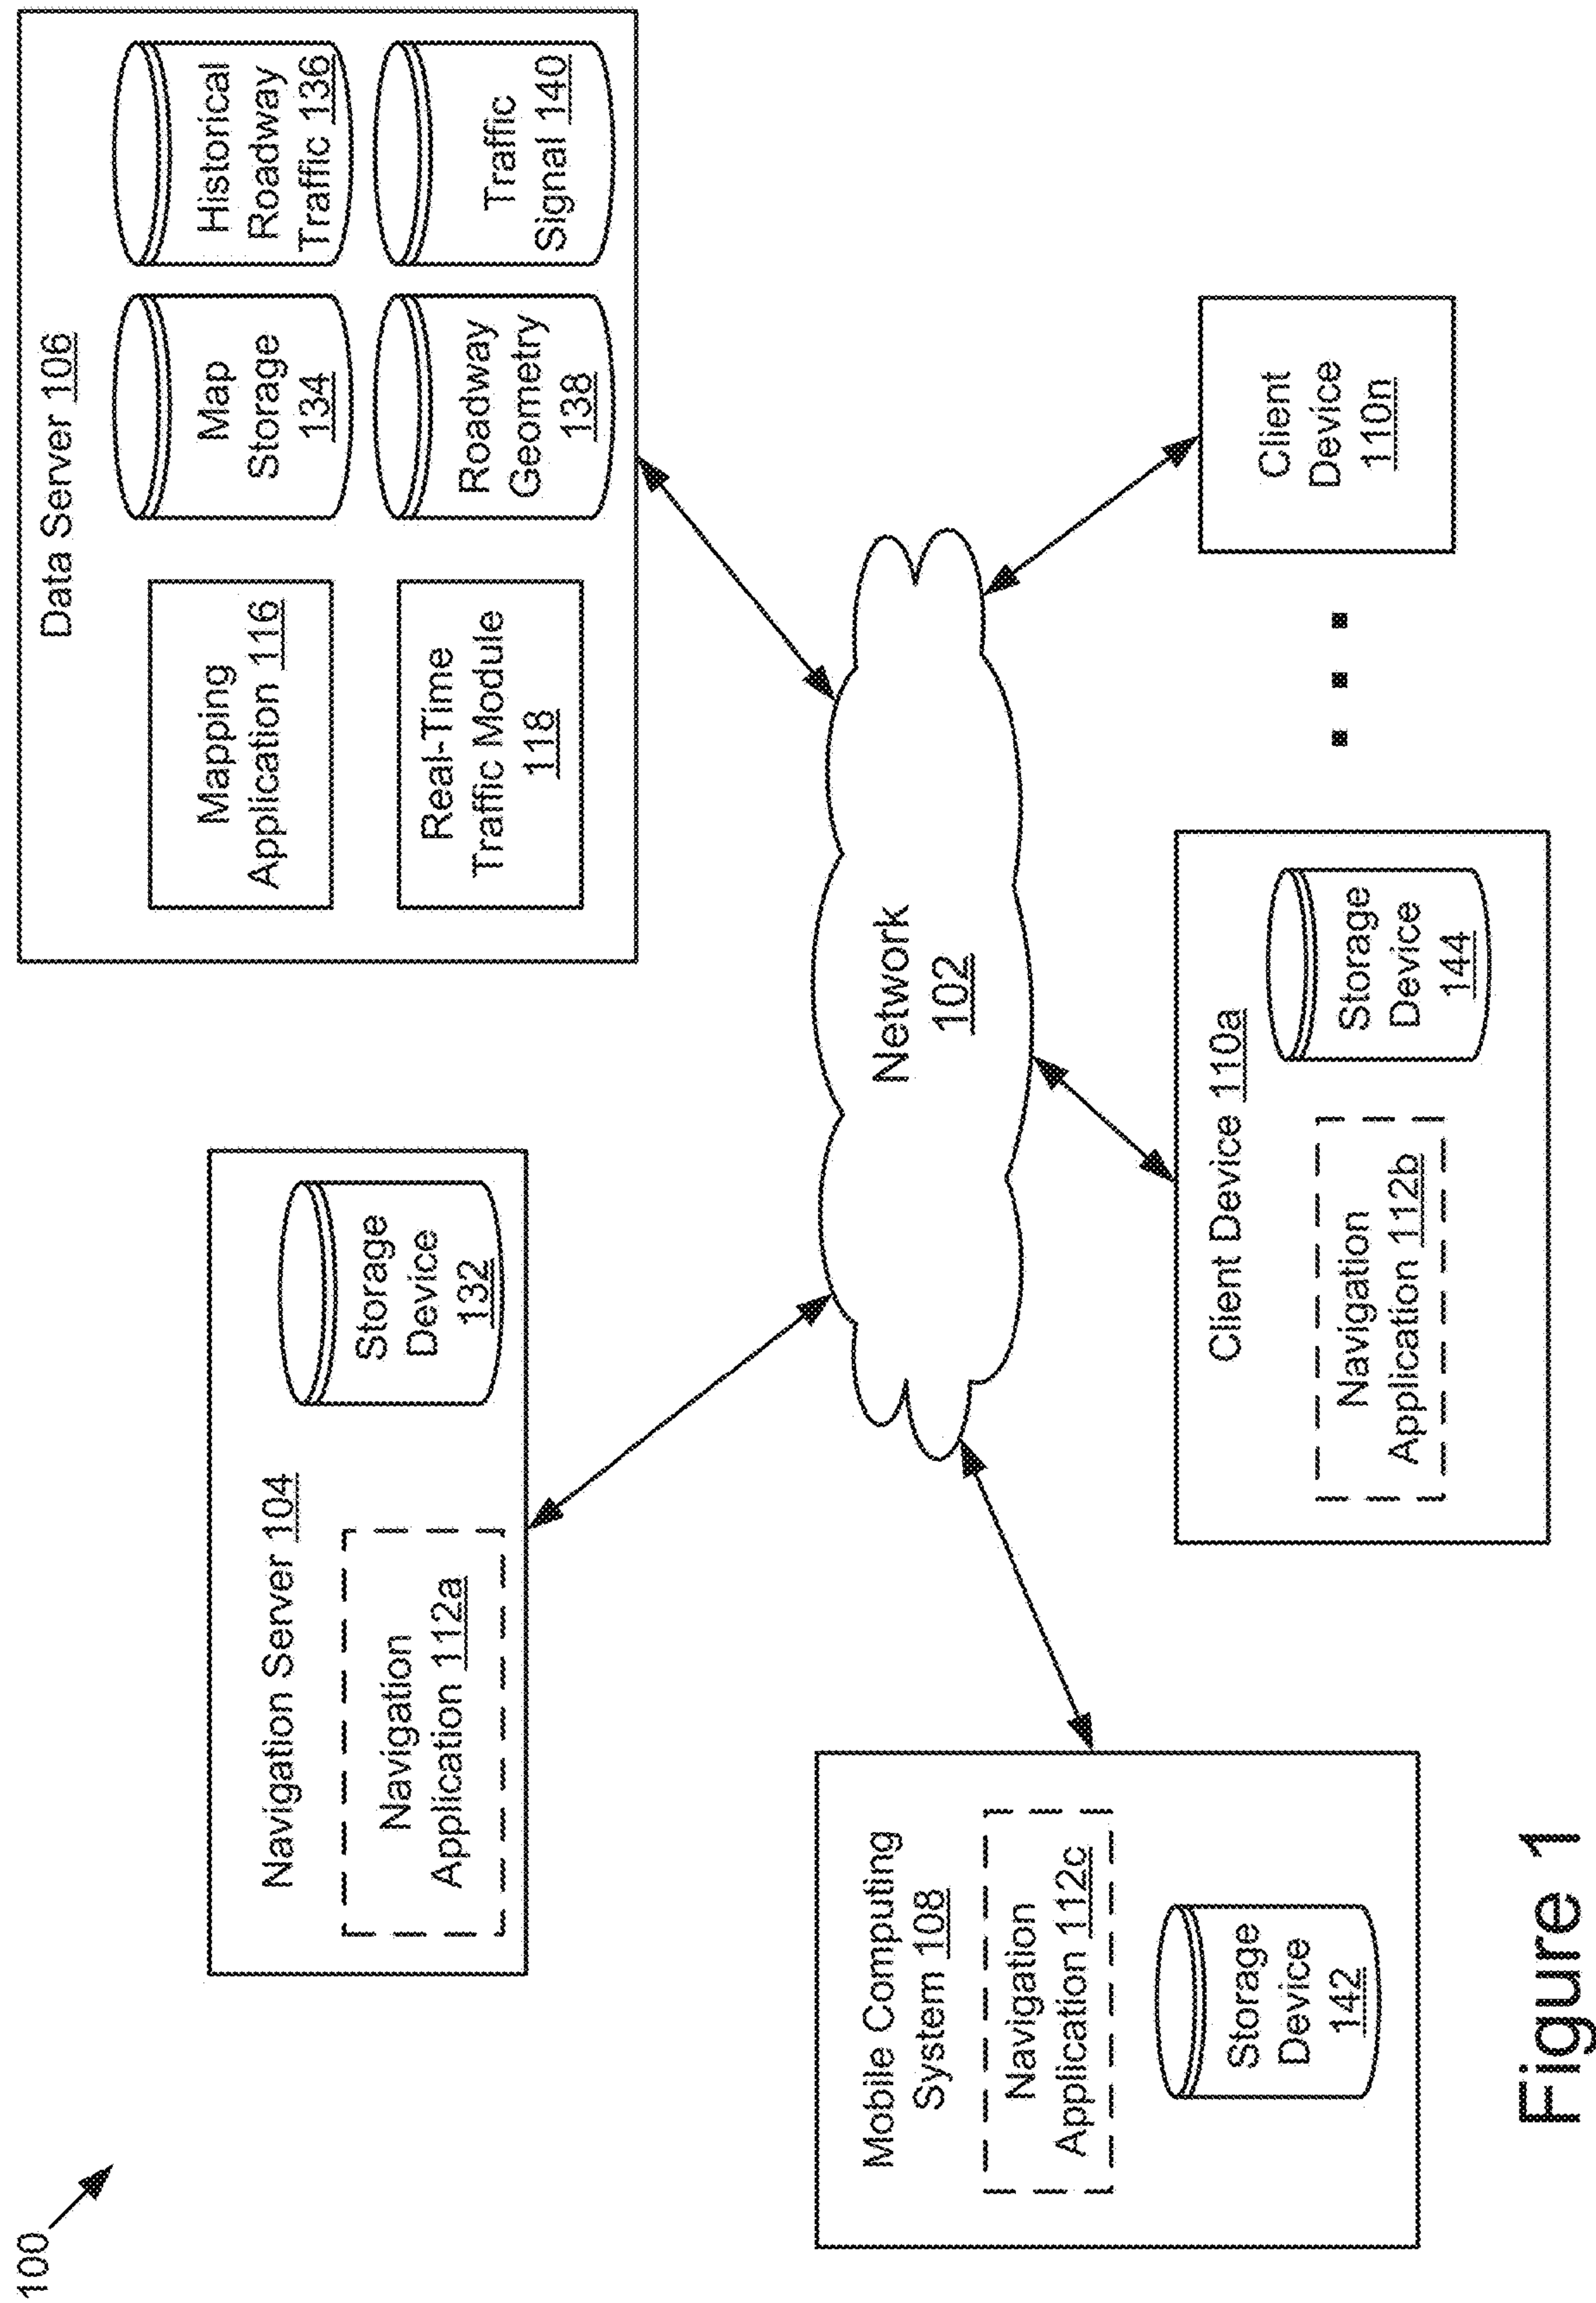 100
Navigation Server 104
Navigation
Application 112a
Storage
Device
132
Data Server 106
Mapping
Application 116
Map
Storage
134
Historical
Roadway
Traffic 136
Real-Time
Traffic Module
118
Roadway
Geometry
138
Traffic
Signal 140
Network
102
Mobile Computing
System 108
Navigation
Application 112c
Storage
Device
142
Client Device 110a
Navigation
Application 112b
Storage
Device
144
Client
Device
110n
Figure 1